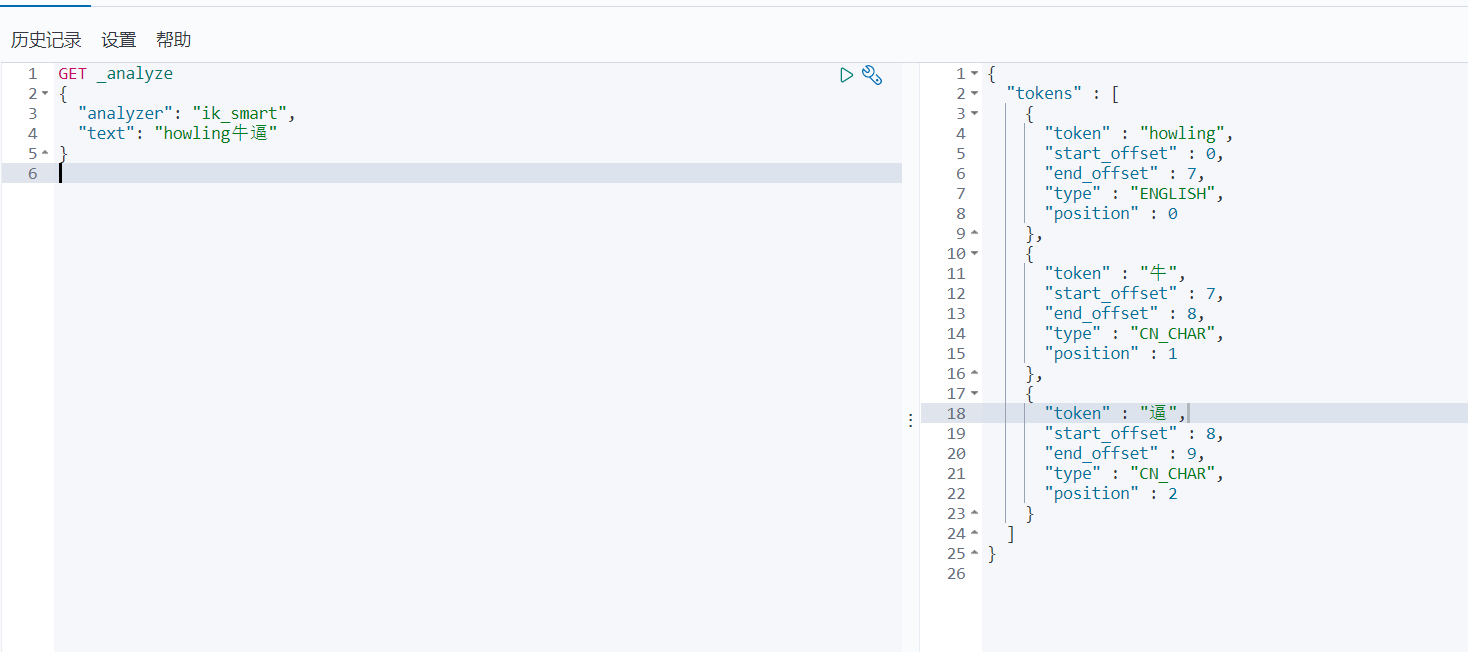 历史记录 设置 帮助
1 GET _analyze
2 {
3 "analyzer": "ik_smart",
4 "text": "howling牛逼"
5 }
6
1 {
2 "tokens" : [
3 {
4 "token" : "howling",
5 "start_offset" : 0,
6 "end_offset" : 7,
7 "type" : "ENGLISH",
8 "position" : 0
9 },
10 {
11 "token" : "牛",
12 "start_offset" : 7,
13 "end_offset" : 8,
14 "type" : "CN_CHAR",
15 "position" : 1
16 },
17 {
18 "token" : "逼",
19 "start_offset" : 8,
20 "end_offset" : 9,
21 "type" : "CN_CHAR",
22 "position" : 2
23 }
24 ]
25 }
26